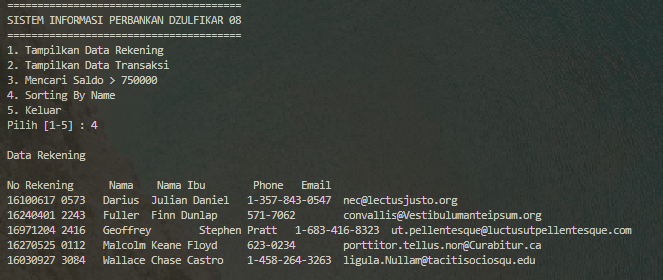 =======================================
SISTEM INFORMASI PERBANKAN DZULFIKAR 08
=======================================
1. Tampilkan Data Rekening
2. Tampilkan Data Transaksi
3. Mencari Saldo > 750000
4. Sorting By Name
5. Keluar
Pilih [1-5] : 4
Data Rekening
No Rekening Nama Nama Ibu Phone Email
16100617 0573 Darius Julian Daniel 1-357-843-0547 nec@lectusjusto.org
16240401 2243 Fuller Finn Dunlap 571-7062 convallis@Vestibulumanteipsum.org
16971204 2416 Geoffrey Stephen Pratt 1-683-416-8323 ut.pellentesque@luctusutpellentesque.com
16270525 0112 Malcolm Keane Floyd 623-0234 porttitor.tellus.non@Curabitur.ca
16030927 3084 Wallace Chase Castro 1-458-264-3263 ligula.Nullam@tacitisociosqu.edu